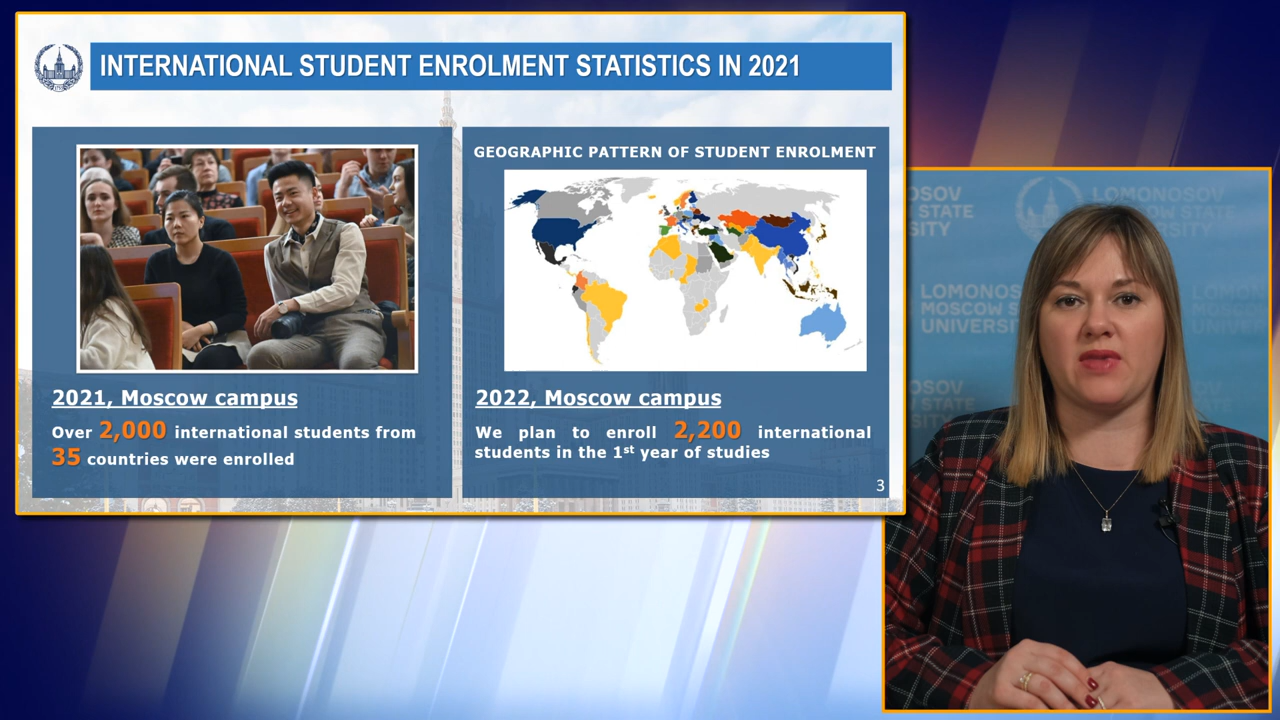 INTERNATIONAL STUDENT ENROLMENT STATISTICS IN 2021
2021, Moscow campus
Over 2,000 international students from
35 countries were enrolled
GEOGRAPHIC PATTERN OF STUDENT ENROLMENT
2022, Moscow campus
We plan to enroll 2,200 international
students in the 1st year of studies
3
LOMONOSOV
MOSCOW STATE
UNIVERSITY